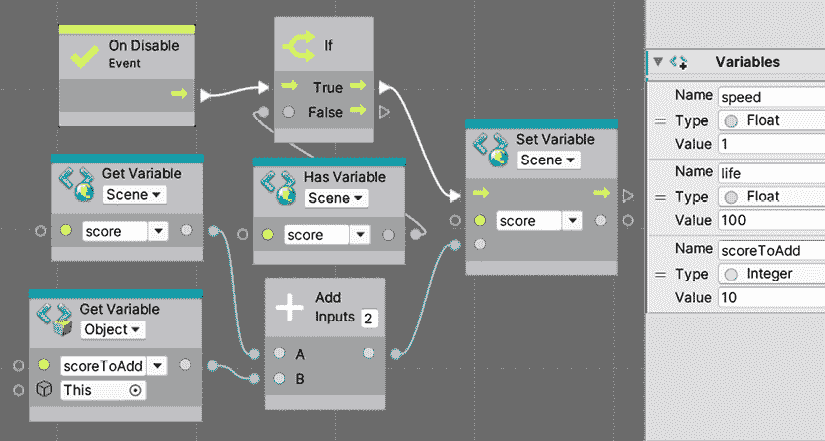 On Disable
Event
If
True
False
Get Variable
Scene
score
Has Variable
Scene
score
Set Variable
Scene
score
Get Variable
Object
scoreToAdd
This
Add
Inputs 2
A
B
Variables
Name speed
Type Float
Value 1
Name life
Type Float
Value 100
Name scoreToAdd
Type Integer
Value 10